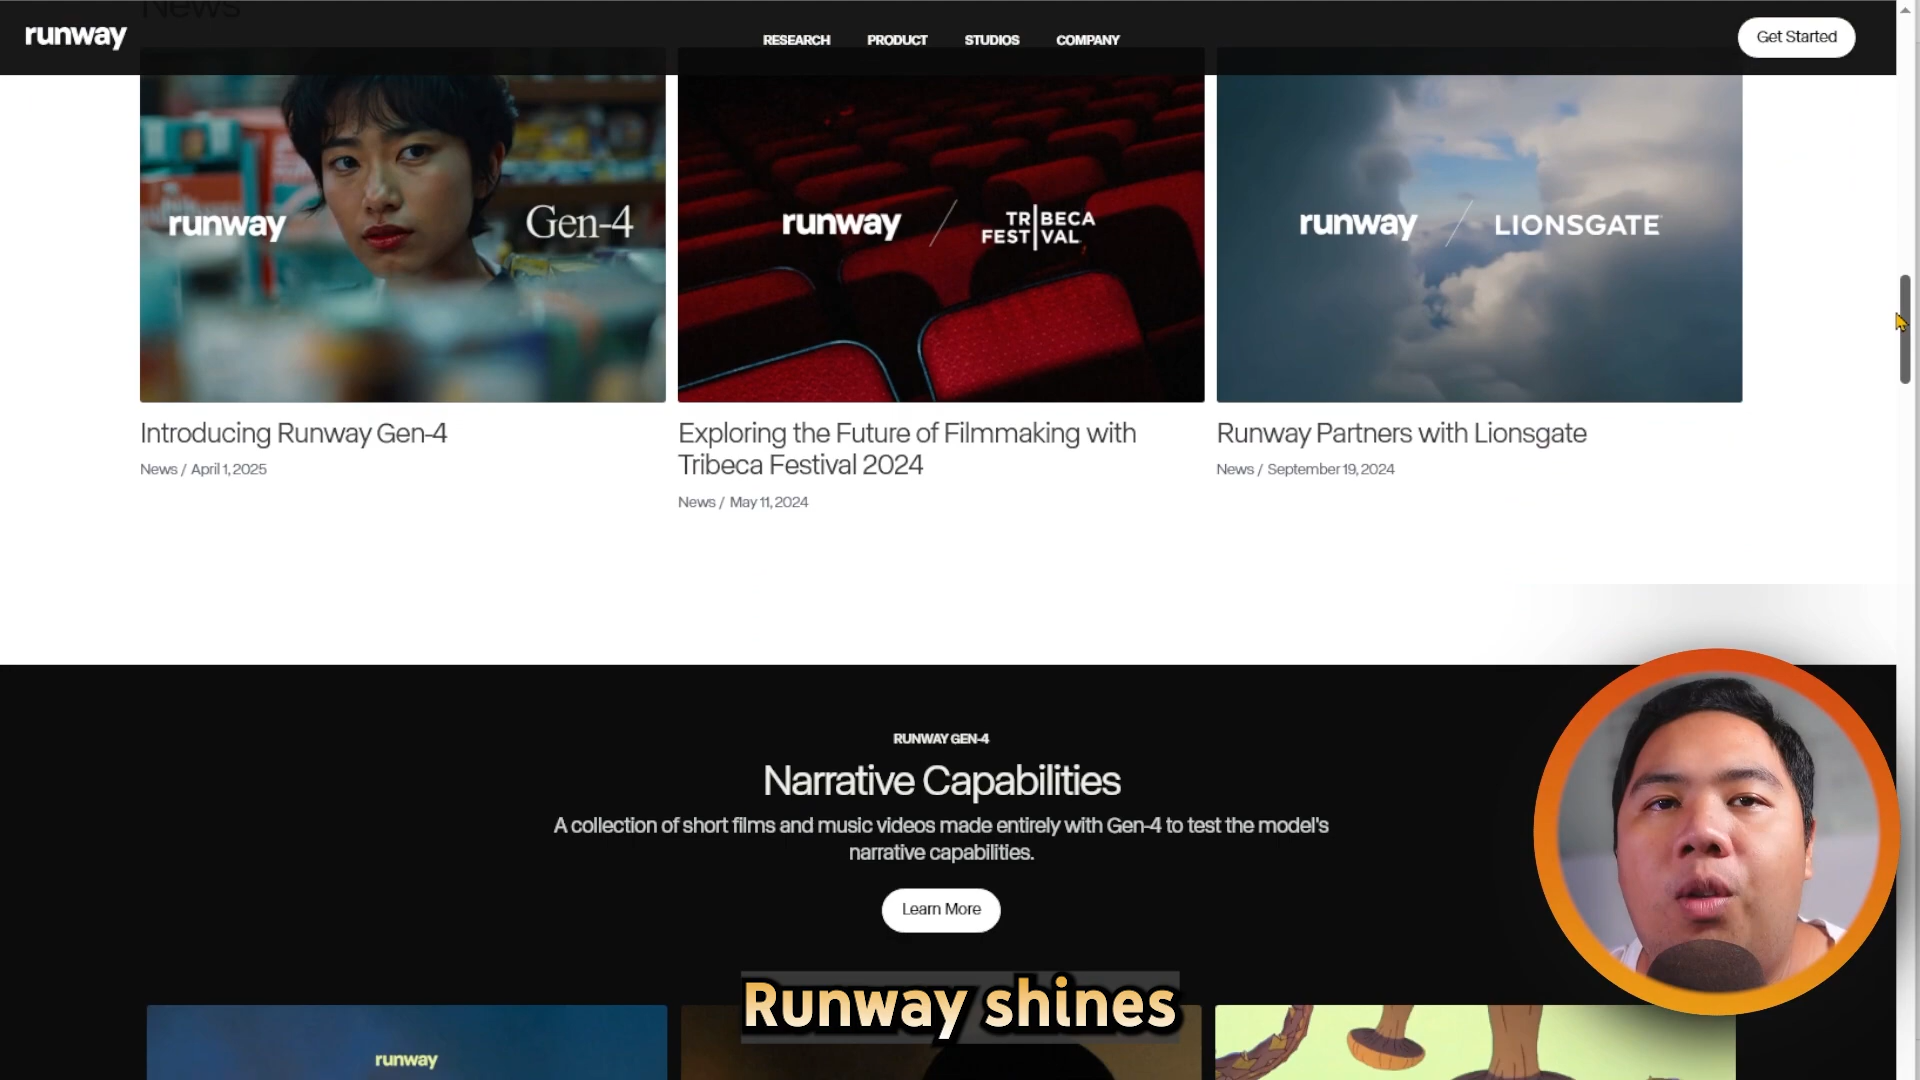 News
runway
RESEARCH
PRODUCT
STUDIOS
COMPANY
Get Started
runway
Gen-4
runway
TRIBECA
FESTIVAL
runway
LIONSGATE
Introducing Runway Gen-4
News / April 1, 2025
Exploring the Future of Filmmaking with
Tribeca Festival 2024
News / May 11, 2024
Runway Partners with Lionsgate
News / September 19, 2024
RUNWAY GEN-4
Narrative Capabilities
A collection of short films and music videos made entirely with Gen-4 to test the model's
narrative capabilities.
Learn More
Runway shines
runway